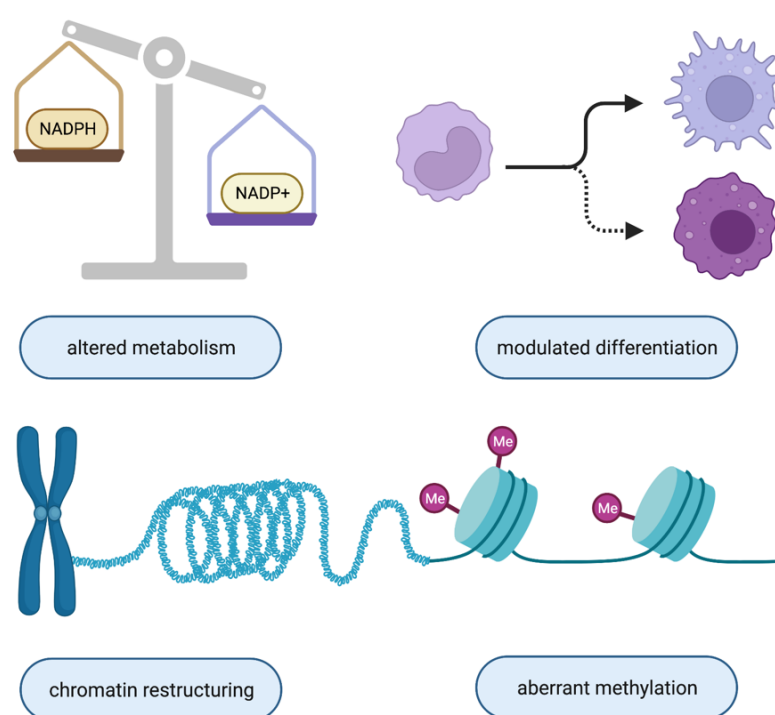 NADPH
NADP+
altered metabolism
modulated differentiation
Me
Me
Me
chromatin restructuring
aberrant methylation